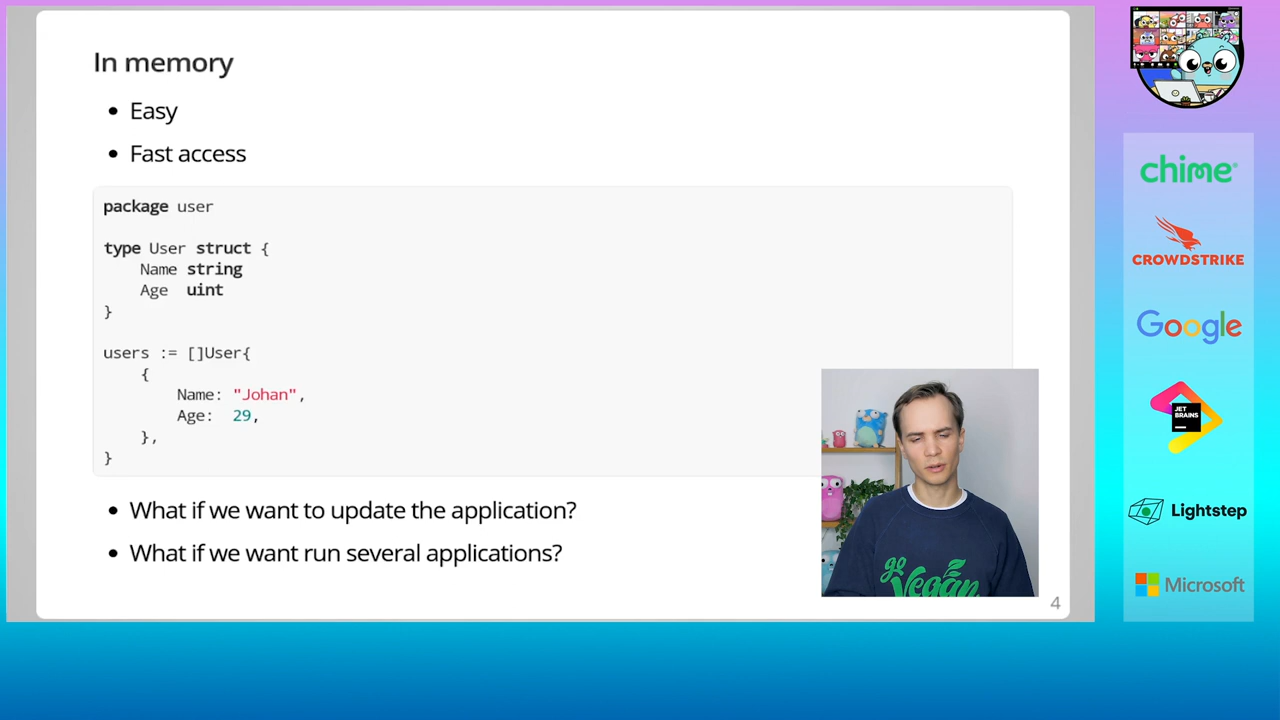 In memory
• Easy
• Fast access
package user
type User struct {
    Name string
    Age  uint
}
users := []User{
    {
        Name: "Johan",
        Age:  29,
    },
}
• What if we want to update the application?
• What if we want run several applications?
4
go
Vegan
chime
CROWDSTRIKE
Google
JET
BRAINS
Lightstep
Microsoft